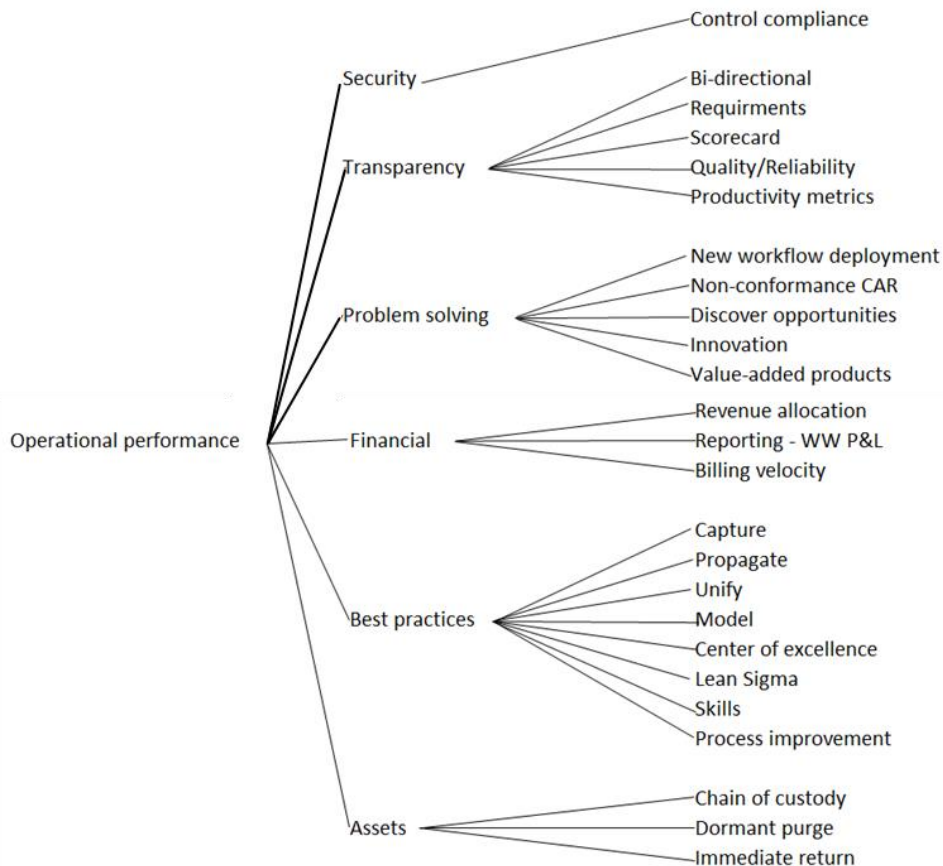 Control compliance
Security
Bi-directional
Requirments
Scorecard
Transparency
Quality/Reliability
Productivity metrics
New workflow deployment
Non-conformance CAR
Problem solving
Discover opportunities
Innovation
Value-added products
Revenue allocation
Operational performance
Financial
Reporting - WW P&L
Billing velocity
Capture
Propagate
Unify
Best practices
Model
Center of excellence
Lean Sigma
Skills
Process improvement
Chain of custody
Assets
Dormant purge
Immediate return